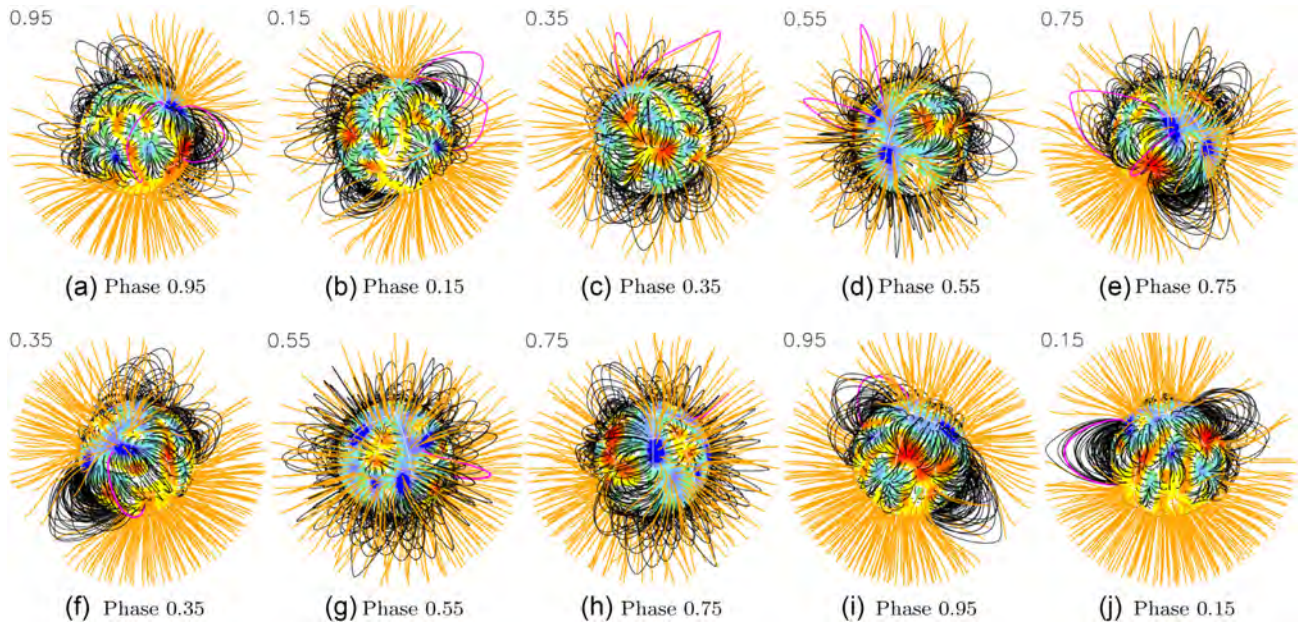 0.95
0.15
0.35
0.55
0.75
(a) Phase 0.95
(b) Phase 0.15
(c) Phase 0.35
(d) Phase 0.55
(e) Phase 0.75
0.35
0.55
0.75
0.95
0.15
(f) Phase 0.35
(g) Phase 0.55
(h) Phase 0.75
(i) Phase 0.95
(j) Phase 0.15